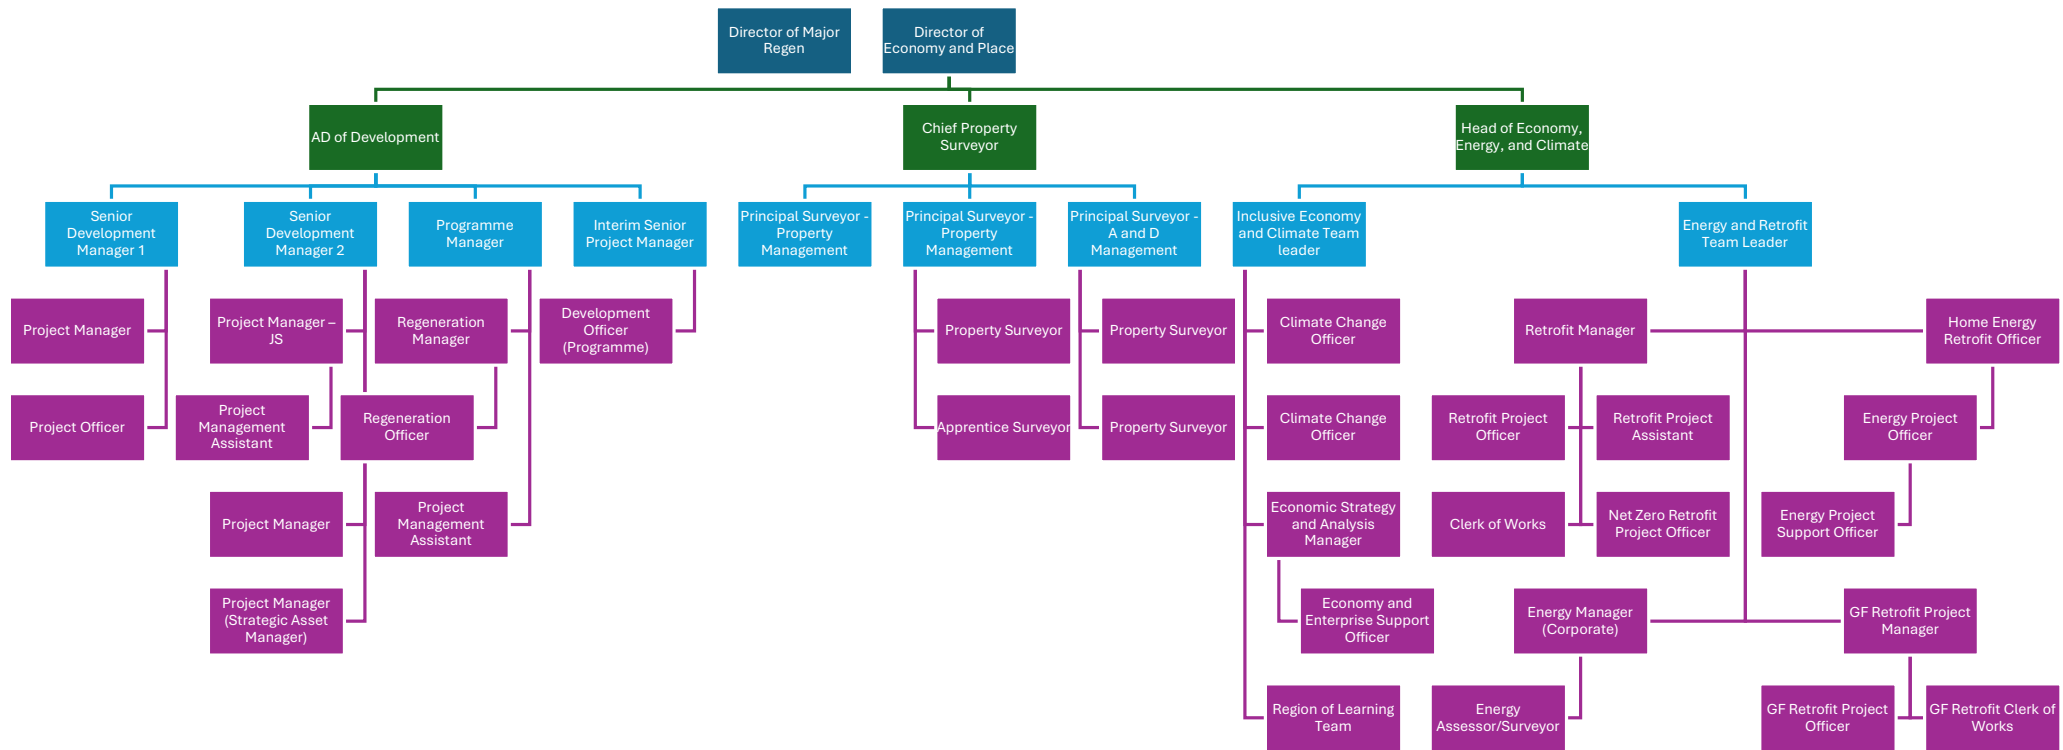 Director of Major
Regen
Director of
Economy and Place
AD of Development
Chief Property
Surveyor
Head of Economy,
Energy, and Climate
Senior
Development
Manager 1
Senior
Development
Manager 2
Programme
Manager
Interim Senior
Project Manager
Principal Surveyor -
Property
Management
Principal Surveyor -
Property
Management
Principal Surveyor -
A and D
Management
Inclusive Economy
and Climate Team
leader
Energy and Retrofit
Team Leader
Project Manager
Project Manager –
JS
Regeneration
Manager
Development
Officer
(Programme)
Property Surveyor
Property Surveyor
Climate Change
Officer
Retrofit Manager
Home Energy
Retrofit Officer
Project Officer
Project
Management
Assistant
Regeneration
Officer
Apprentice Surveyor
Property Surveyor
Climate Change
Officer
Retrofit Project
Officer
Retrofit Project
Assistant
Energy Project
Officer
Project Manager
Project
Management
Assistant
Economic Strategy
and Analysis
Manager
Clerk of Works
Net Zero Retrofit
Project Officer
Energy Project
Support Officer
Project Manager
(Strategic Asset
Manager)
Economy and
Enterprise Support
Officer
Energy Manager
(Corporate)
GF Retrofit Project
Manager
Region of Learning
Team
Energy
Assessor/Surveyor
GF Retrofit Project
Officer
GF Retrofit Clerk of
Works